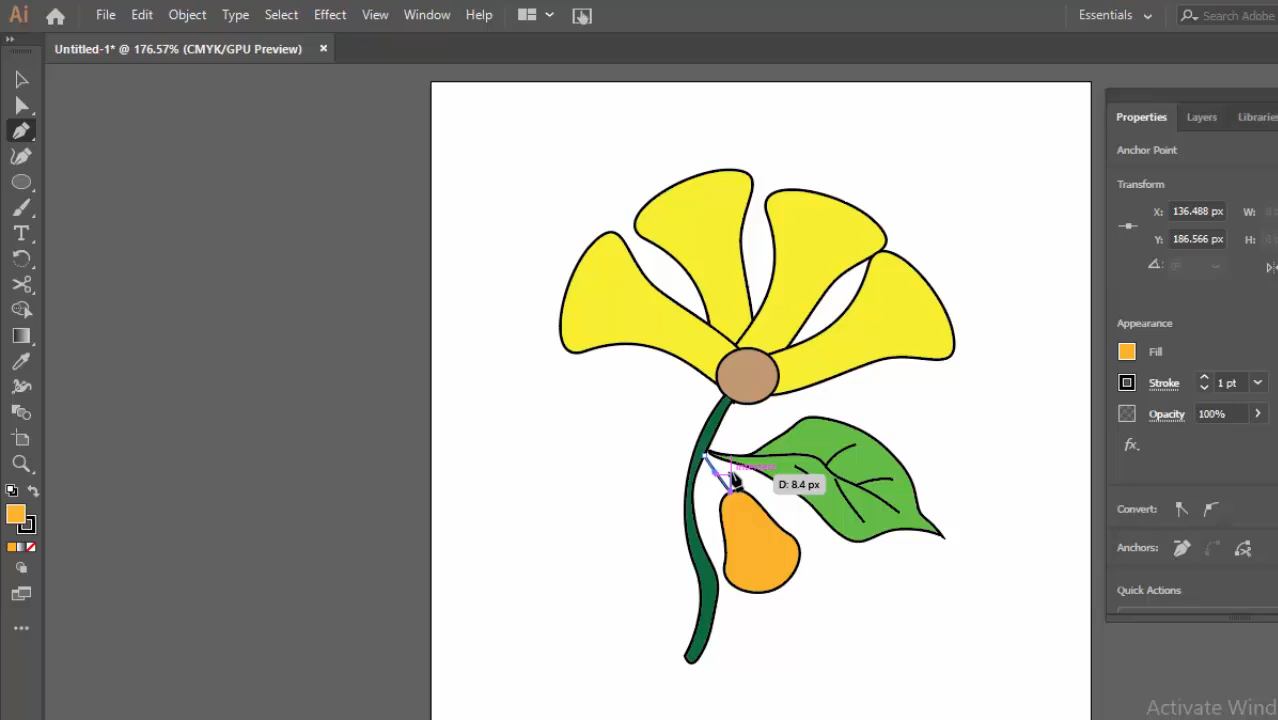 Ai File Edit Object Type Select Effect View Window Help Essentials Search Adobe
Untitled-1* @ 176.57% (CMYK/GPU Preview) ×
Properties Layers Libraries
Anchor Point
Transform
X: 136.488 px W:
Y: 186.566 px H:
Appearance
Fill
Stroke 1 pt
Opacity 100%
fx.
D: 8.4 px
Convert:
Anchors:
Quick Actions
Activate Wind